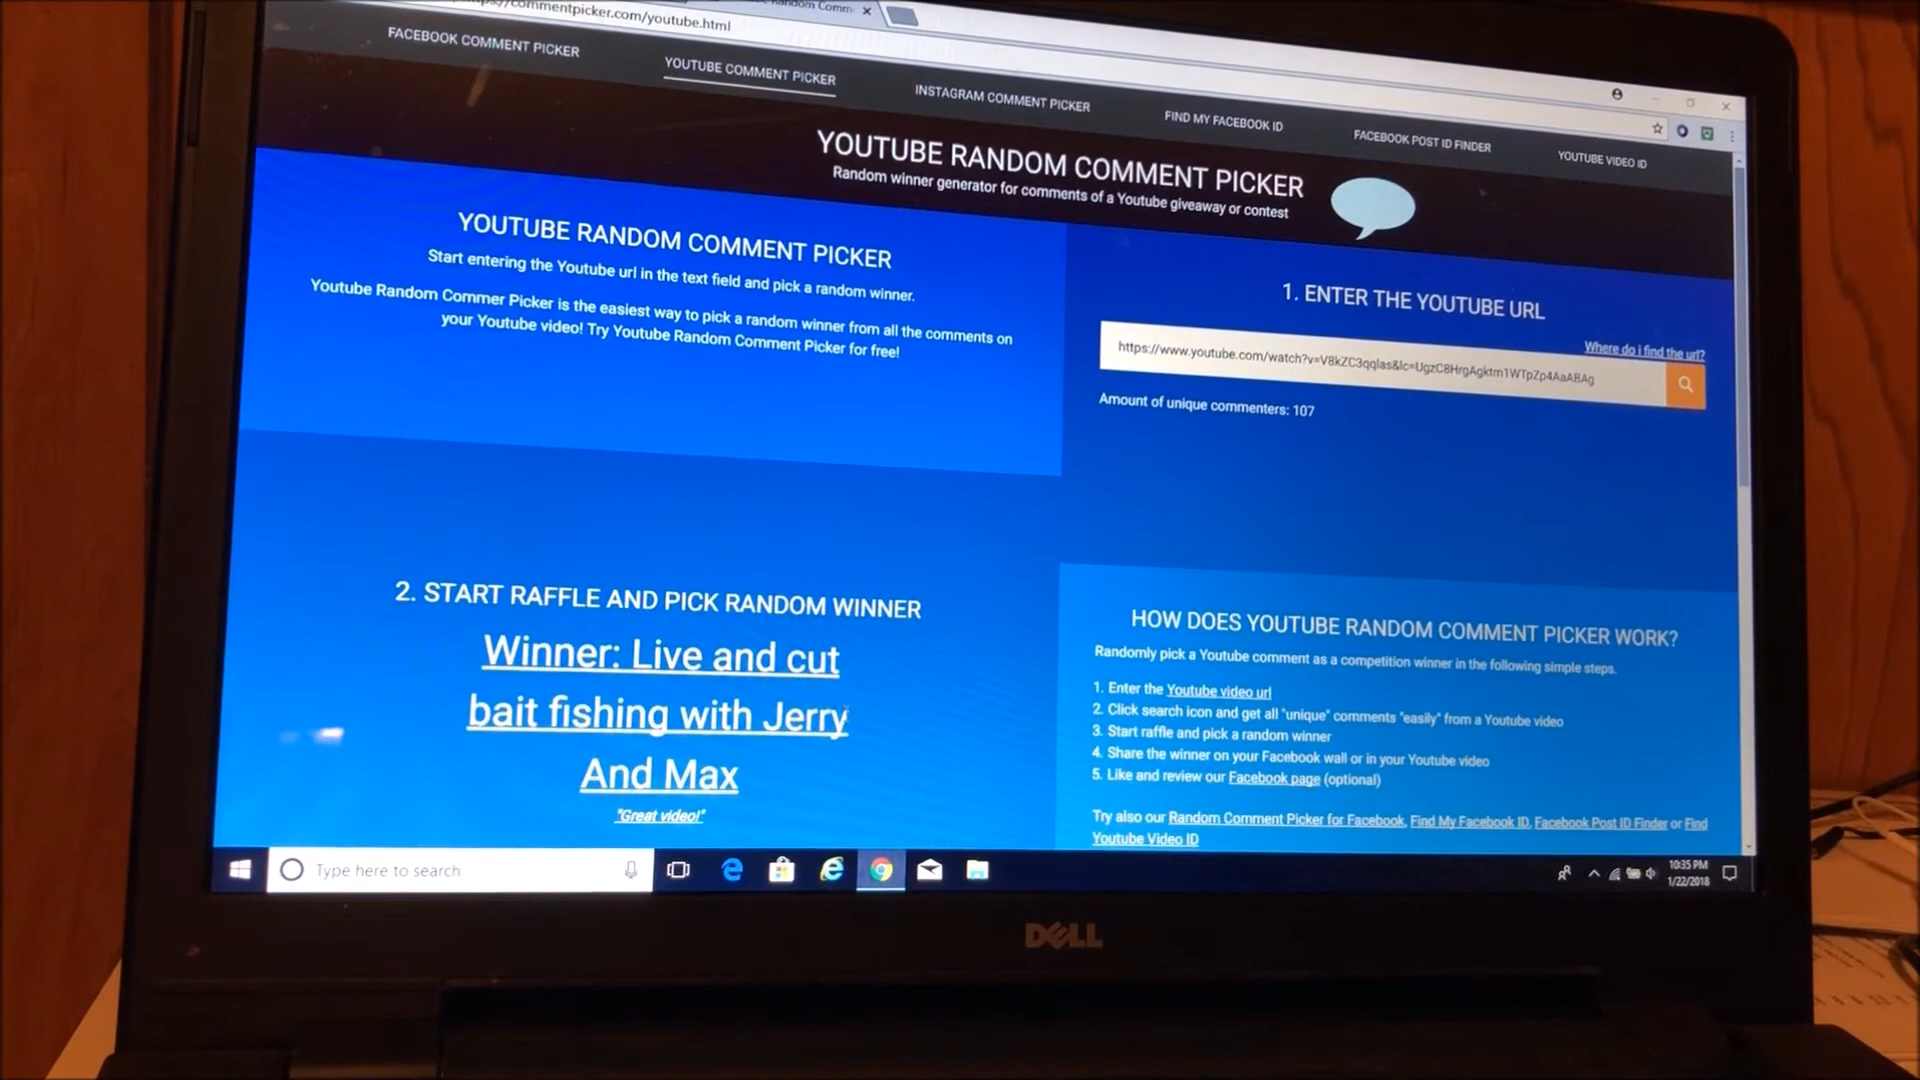 Random Comm
https://commentpicker.com/youtube.html
FACEBOOK COMMENT PICKER
YOUTUBE COMMENT PICKER
INSTAGRAM COMMENT PICKER
FIND MY FACEBOOK ID
FACEBOOK POST ID FINDER
YOUTUBE VIDEO ID
YOUTUBE RANDOM COMMENT PICKER
Random winner generator for comments of a Youtube giveaway or contest
YOUTUBE RANDOM COMMENT PICKER
Start entering the Youtube url in the text field and pick a random winner.
Youtube Random Commer Picker is the easiest way to pick a random winner from all the comments on
your Youtube video! Try Youtube Random Comment Picker for free!
1. ENTER THE YOUTUBE URL
Where do i find the url?
https://www.youtube.com/watch?v=V8kZC3qqlas&lc=UgzC8HrgAgktm1WTpZp4AaABAg
Amount of unique commenters: 107
2. START RAFFLE AND PICK RANDOM WINNER
Winner: Live and cut
bait fishing with Jerry
And Max
"Great video!"
HOW DOES YOUTUBE RANDOM COMMENT PICKER WORK?
Randomly pick a Youtube comment as a competition winner in the following simple steps.
1. Enter the Youtube video url
2. Click search icon and get all "unique" comments "easily" from a Youtube video
3. Start raffle and pick a random winner
4. Share the winner on your Facebook wall or in your Youtube video
5. Like and review our Facebook page (optional)
Try also our Random Comment Picker for Facebook, Find My Facebook ID, Facebook Post ID Finder or Find
Youtube Video ID
Type here to search
10:35 PM
1/22/2018
DELL